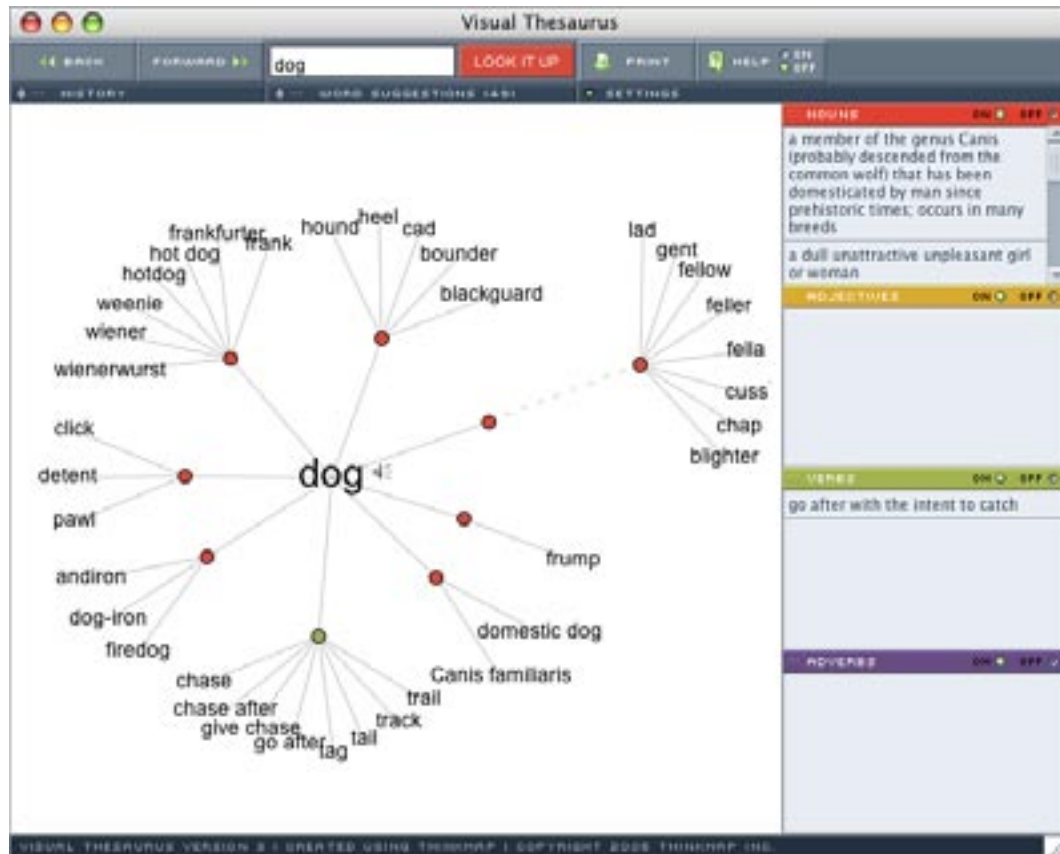 Visual Thesaurus
BACK
FORWARD
dog
LOOK IT UP
PRINT
HELP
ON
OFF
HISTORY
WORD SUGGESTIONS (49)
SETTINGS
NOUNS ON OFF
a member of the genus Canis
(probably descended from the
common wolf) that has been
domesticated by man since
prehistoric times; occurs in many
breeds
a dull unattractive unpleasant girl
or woman
ADJECTIVES ON OFF
VERBS ON OFF
go after with the intent to catch
ADVERBS ON OFF
frankfurter
frank
hot dog
hotdog
weenie
wiener
wienerwurst
hound
heel
cad
bounder
blackguard
lad
gent
fellow
feller
fella
cuss
chap
blighter
click
detent
pawl
dog
frump
andiron
dog-iron
firedog
domestic dog
Canis familiaris
chase
chase after
give chase
go after
tag
tail
track
trail
VISUAL THESAURUS VERSION 3 | CREATED USING THINKMAP | COPYRIGHT 2005 THINKMAP INC.